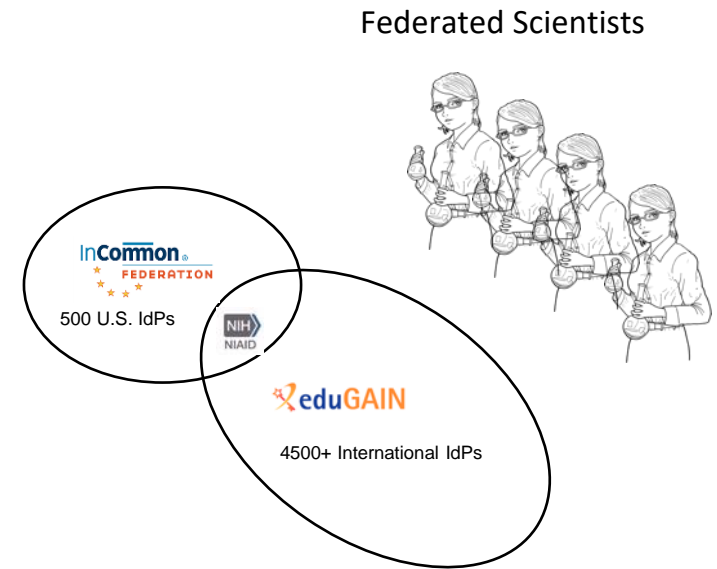 Federated Scientists
InCommon®
FEDERATION
500 U.S. IdPs
NIH
NIAID
eduGAIN
4500+ International IdPs